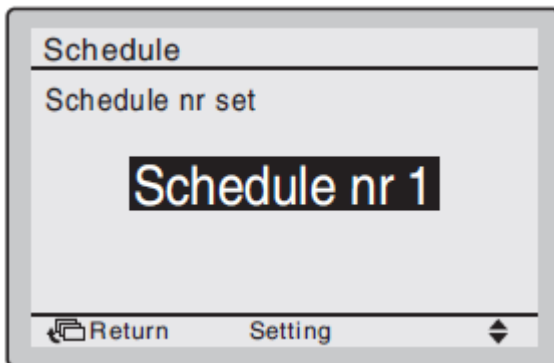 Schedule
Schedule nr set
Schedule nr 1
Return Setting